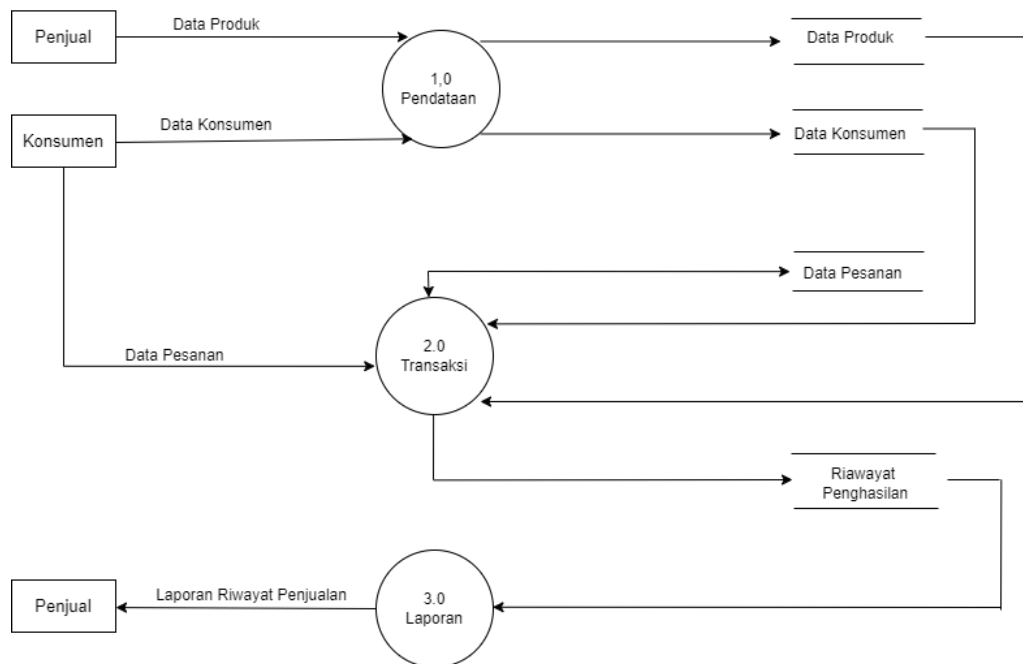 Penjual
Data Produk
Data Produk
1,0
Pendataan
Konsumen
Data Konsumen
Data Konsumen
Data Pesanan
2.0
Transaksi
Data Pesanan
Riawayat
Penghasilan
Penjual
Laporan Riwayat Penjualan
3.0
Laporan